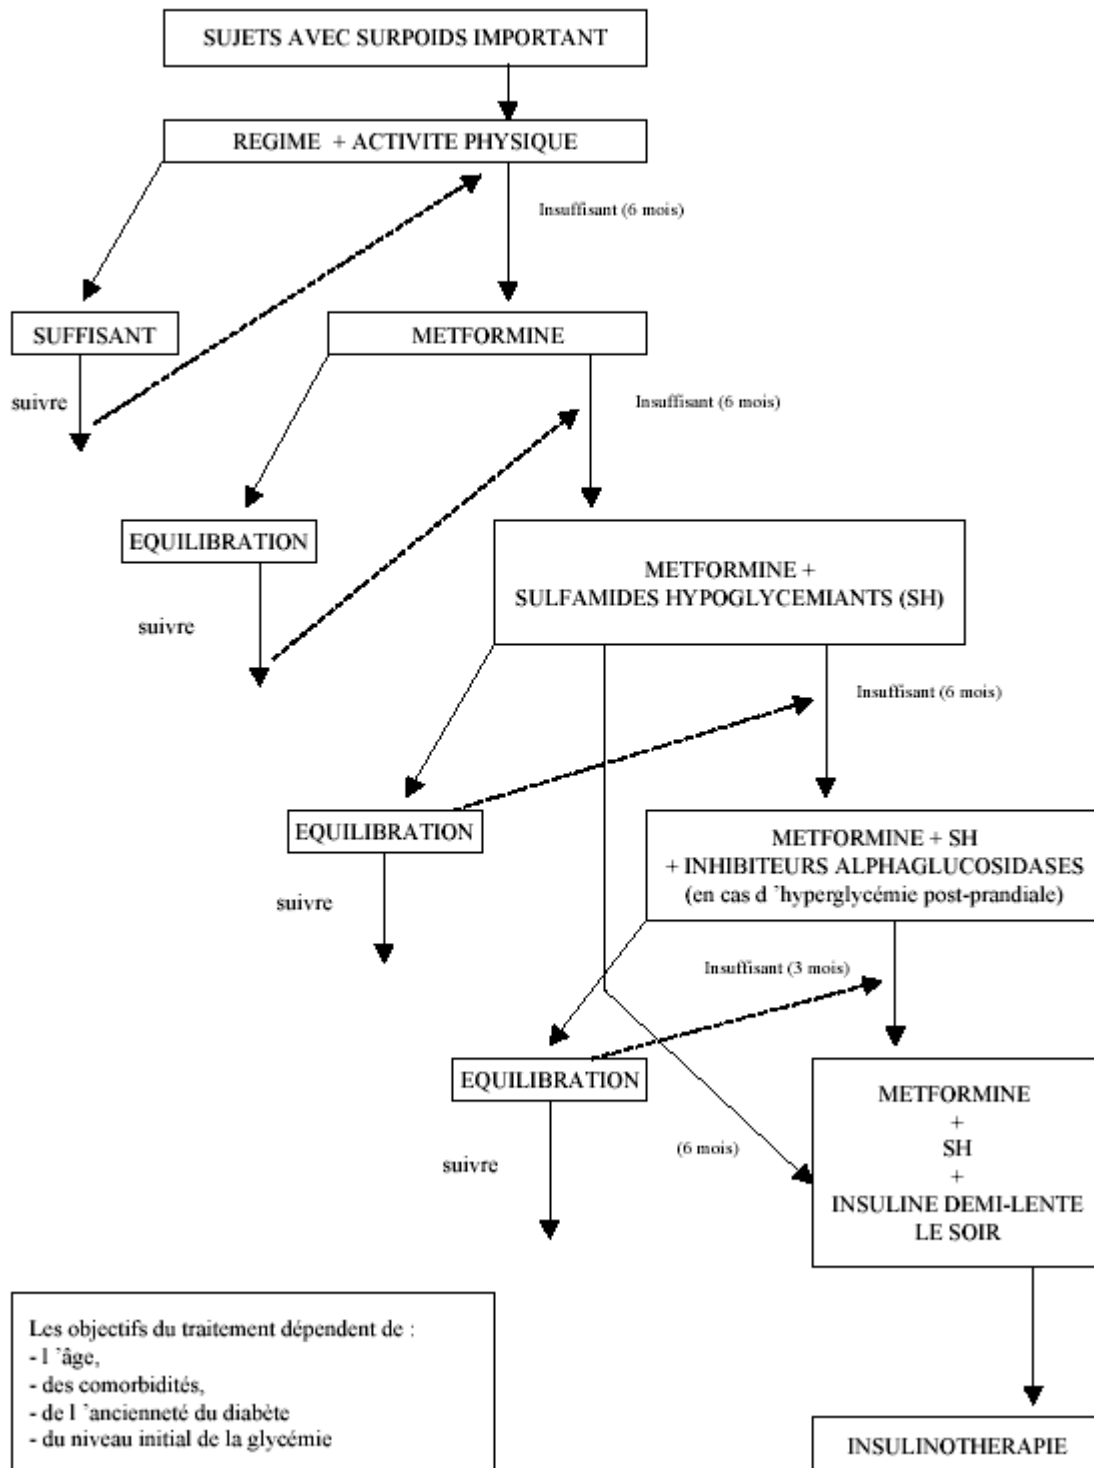 SUJETS AVEC SURPOIDS IMPORTANT
REGIME + ACTIVITE PHYSIQUE
Insuffisant (6 mois)
SUFFISANT
METFORMINE
suivre
Insuffisant (6 mois)
EQUILIBRATION
METFORMINE +
SULFAMIDES HYPOGLYCEMIANTS (SH)
suivre
Insuffisant (6 mois)
EQUILIBRATION
METFORMINE + SH
+ INHIBITEURS ALPHAGLUCOSIDASES
(en cas d ’hyperglycémie post-prandiale)
suivre
Insuffisant (3 mois)
EQUILIBRATION
METFORMINE
+
SH
+
INSULINE DEMI-LENTE
LE SOIR
(6 mois)
suivre
Les objectifs du traitement dépendent de :
- l ’âge,
- des comorbidités,
- de l ’ancienneté du diabète
- du niveau initial de la glycémie
INSULINOTHERAPIE